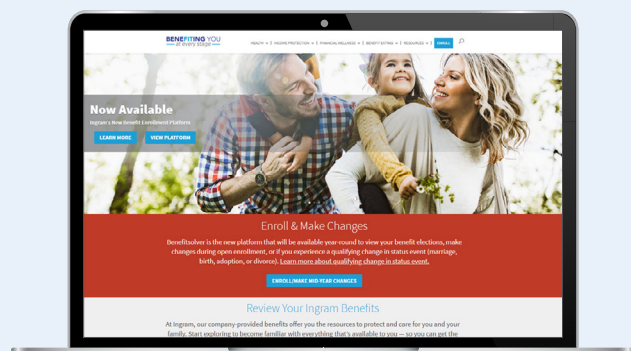 BENEFITING YOU
at every stage
HEALTH | INCOME PROTECTION | FINANCIAL WELLNESS | BENEFIT EXTRAS | RESOURCES | ENROLL
Now Available
Ingram's New Benefit Enrollment Platform
LEARN MORE VIEW PLATFORM
Enroll & Make Changes
Benefitsolver is the new platform that will be available year-round to view your benefit elections, make
changes during open enrollment, or if you experience a qualifying change in status event (marriage,
birth, adoption, or divorce). Learn more about qualifying change in status event.
ENROLL/MAKE MID YEAR CHANGES
Review Your Ingram Benefits
At Ingram, our company-provided benefits offer you the resources to protect and care for you and your
family. Start exploring to become familiar with everything that's available to you — so you can get the